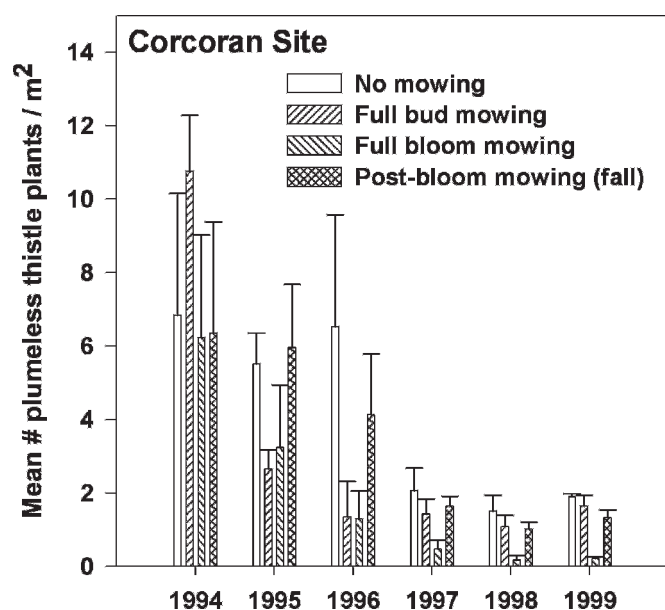 Corcoran Site
No mowing
Full bud mowing
Full bloom mowing
Post-bloom mowing (fall)
Mean # plumeless thistle plants / m²
14
12
10
8
6
4
2
0
1994 1995 1996 1997 1998 1999